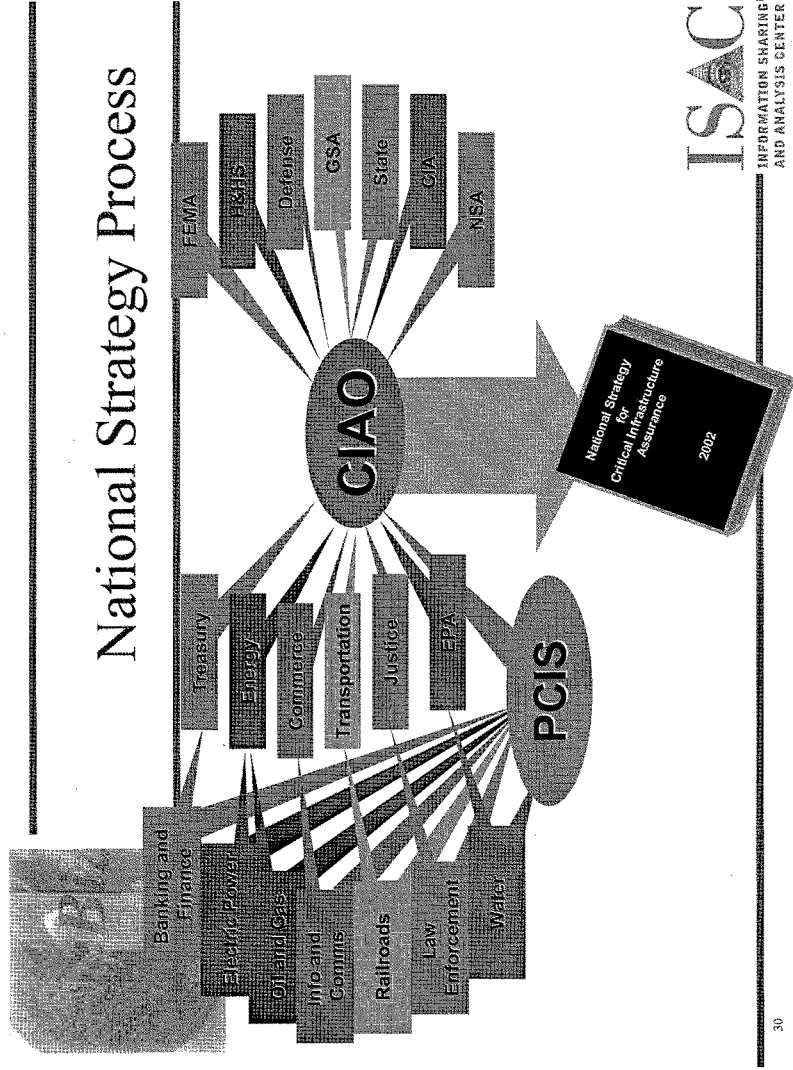 National Strategy Process
Banking and
Finance
Electric Power
Oil and Gas
Info and
Comms
Railroads
Law
Enforcement
Water
Treasury
Energy
Commerce
Transportation
Justice
EPA
PCIS
CIAO
FEMA
H&HS
Defense
GSA
State
CIA
NSA
National Strategy
for
Critical Infrastructure
Assurance
2002
30
ISAC
INFORMATION SHARING
AND ANALYSIS CENTER